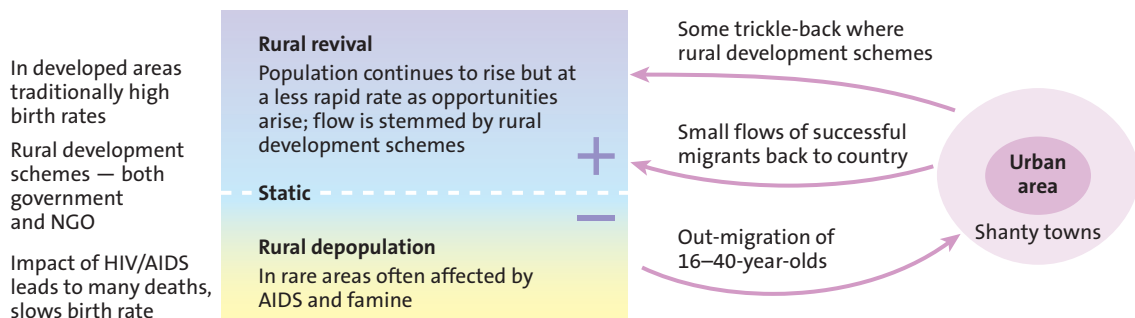 In developed areas
traditionally high
birth rates
Rural development
schemes — both
government
and NGO
Impact of HIV/AIDS
leads to many deaths,
slows birth rate
Rural revival
Population continues to rise but at
a less rapid rate as opportunities
arise; flow is stemmed by rural
development schemes
+
Static
−
Rural depopulation
In rare areas often affected by
AIDS and famine
Some trickle-back where
rural development schemes
Small flows of successful
migrants back to country
Out-migration of
16–40-year-olds
Urban
area
Shanty towns